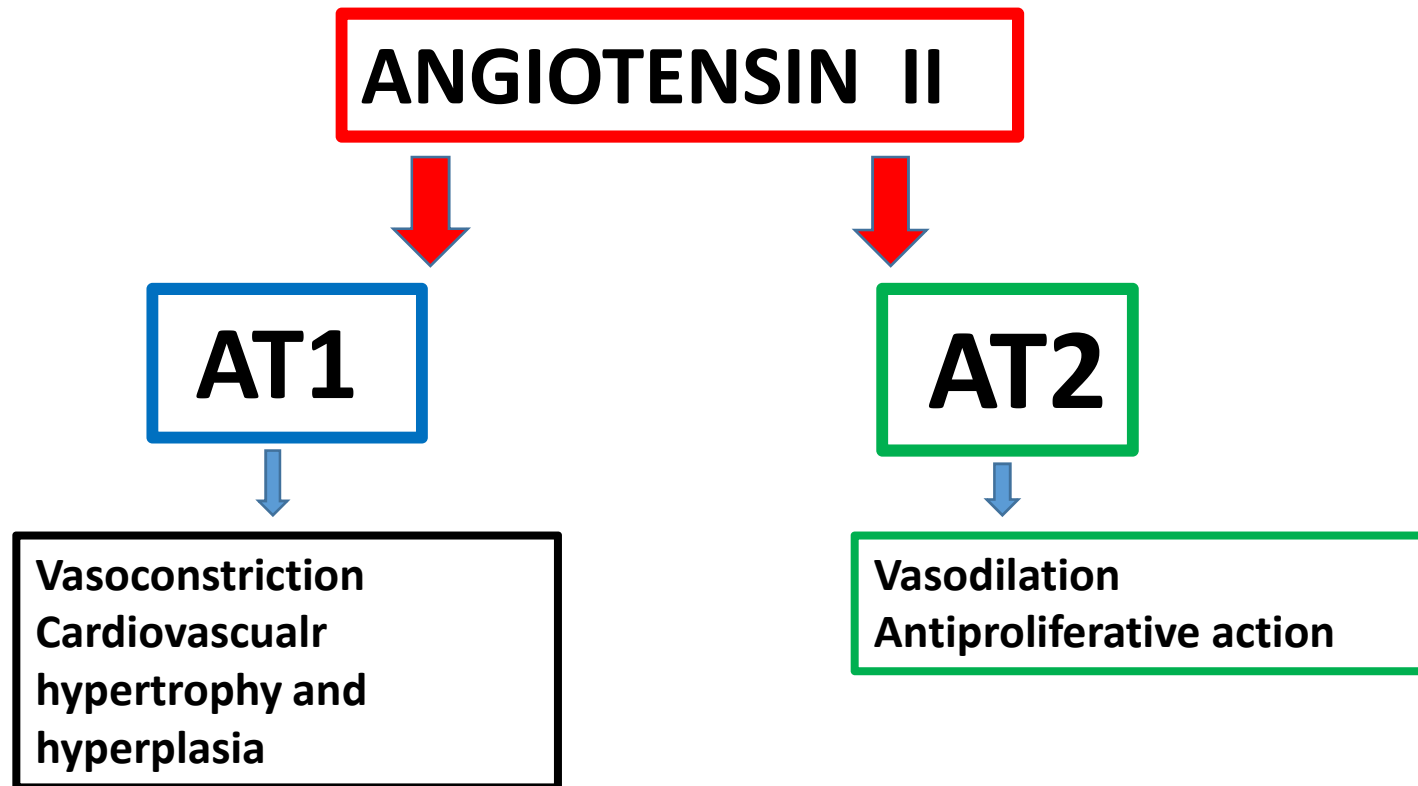 ANGIOTENSIN II
AT1
AT2
Vasoconstriction
Cardiovascualr
hypertrophy and
hyperplasia
Vasodilation
Antiproliferative action